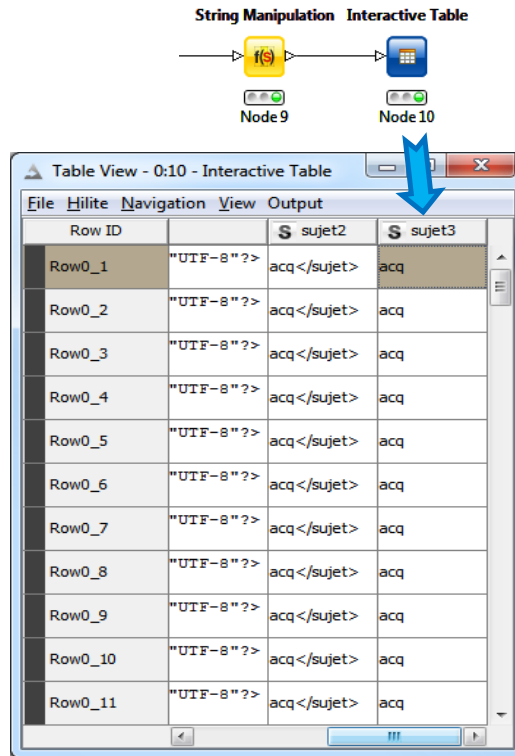 String Manipulation Interactive Table
f(s)
Node 9 Node 10
Table View - 0:10 - Interactive Table
File Hilite Navigation View Output
Row ID S sujet2 S sujet3
Row0_1 "UTF-8"?> acq</sujet> acq
Row0_2 "UTF-8"?> acq</sujet> acq
Row0_3 "UTF-8"?> acq</sujet> acq
Row0_4 "UTF-8"?> acq</sujet> acq
Row0_5 "UTF-8"?> acq</sujet> acq
Row0_6 "UTF-8"?> acq</sujet> acq
Row0_7 "UTF-8"?> acq</sujet> acq
Row0_8 "UTF-8"?> acq</sujet> acq
Row0_9 "UTF-8"?> acq</sujet> acq
Row0_10 "UTF-8"?> acq</sujet> acq
Row0_11 "UTF-8"?> acq</sujet> acq